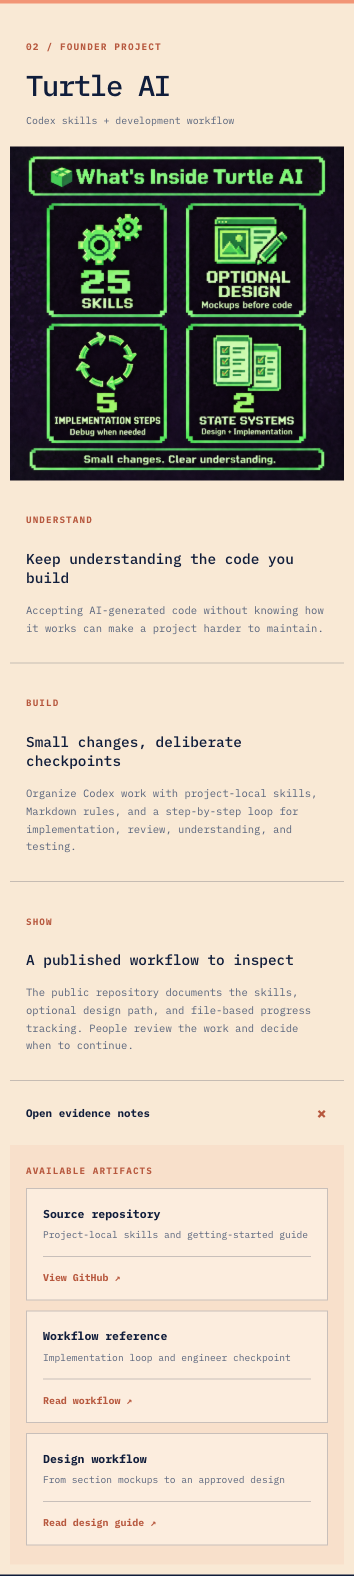 02 / FOUNDER PROJECT
Turtle AI
Codex skills + development workflow
What's Inside Turtle AI
25
SKILLS
OPTIONAL
DESIGN
Mockups before code
5
IMPLEMENTATION STEPS
Debug when needed
2
STATE SYSTEMS
Design + Implementation
Small changes. Clear understanding.
UNDERSTAND
Keep understanding the code you
build
Accepting AI-generated code without knowing how
it works can make a project harder to maintain.
BUILD
Small changes, deliberate
checkpoints
Organize Codex work with project-local skills,
Markdown rules, and a step-by-step loop for
implementation, review, understanding, and
testing.
SHOW
A published workflow to inspect
The public repository documents the skills,
optional design path, and file-based progress
tracking. People review the work and decide
when to continue.
Open evidence notes ×
AVAILABLE ARTIFACTS
Source repository
Project-local skills and getting-started guide
View GitHub ↗
Workflow reference
Implementation loop and engineer checkpoint
Read workflow ↗
Design workflow
From section mockups to an approved design
Read design guide ↗